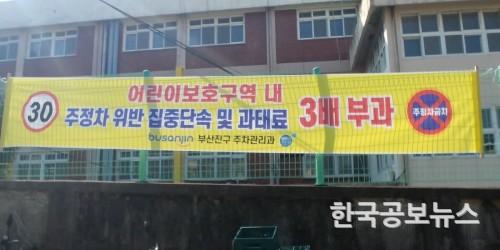 30
어린이보호구역 내
주정차 위반 집중단속 및 과태료 3배 부과
주정차금지
busanjin 부산진구 주차관리과
한국공보뉴스